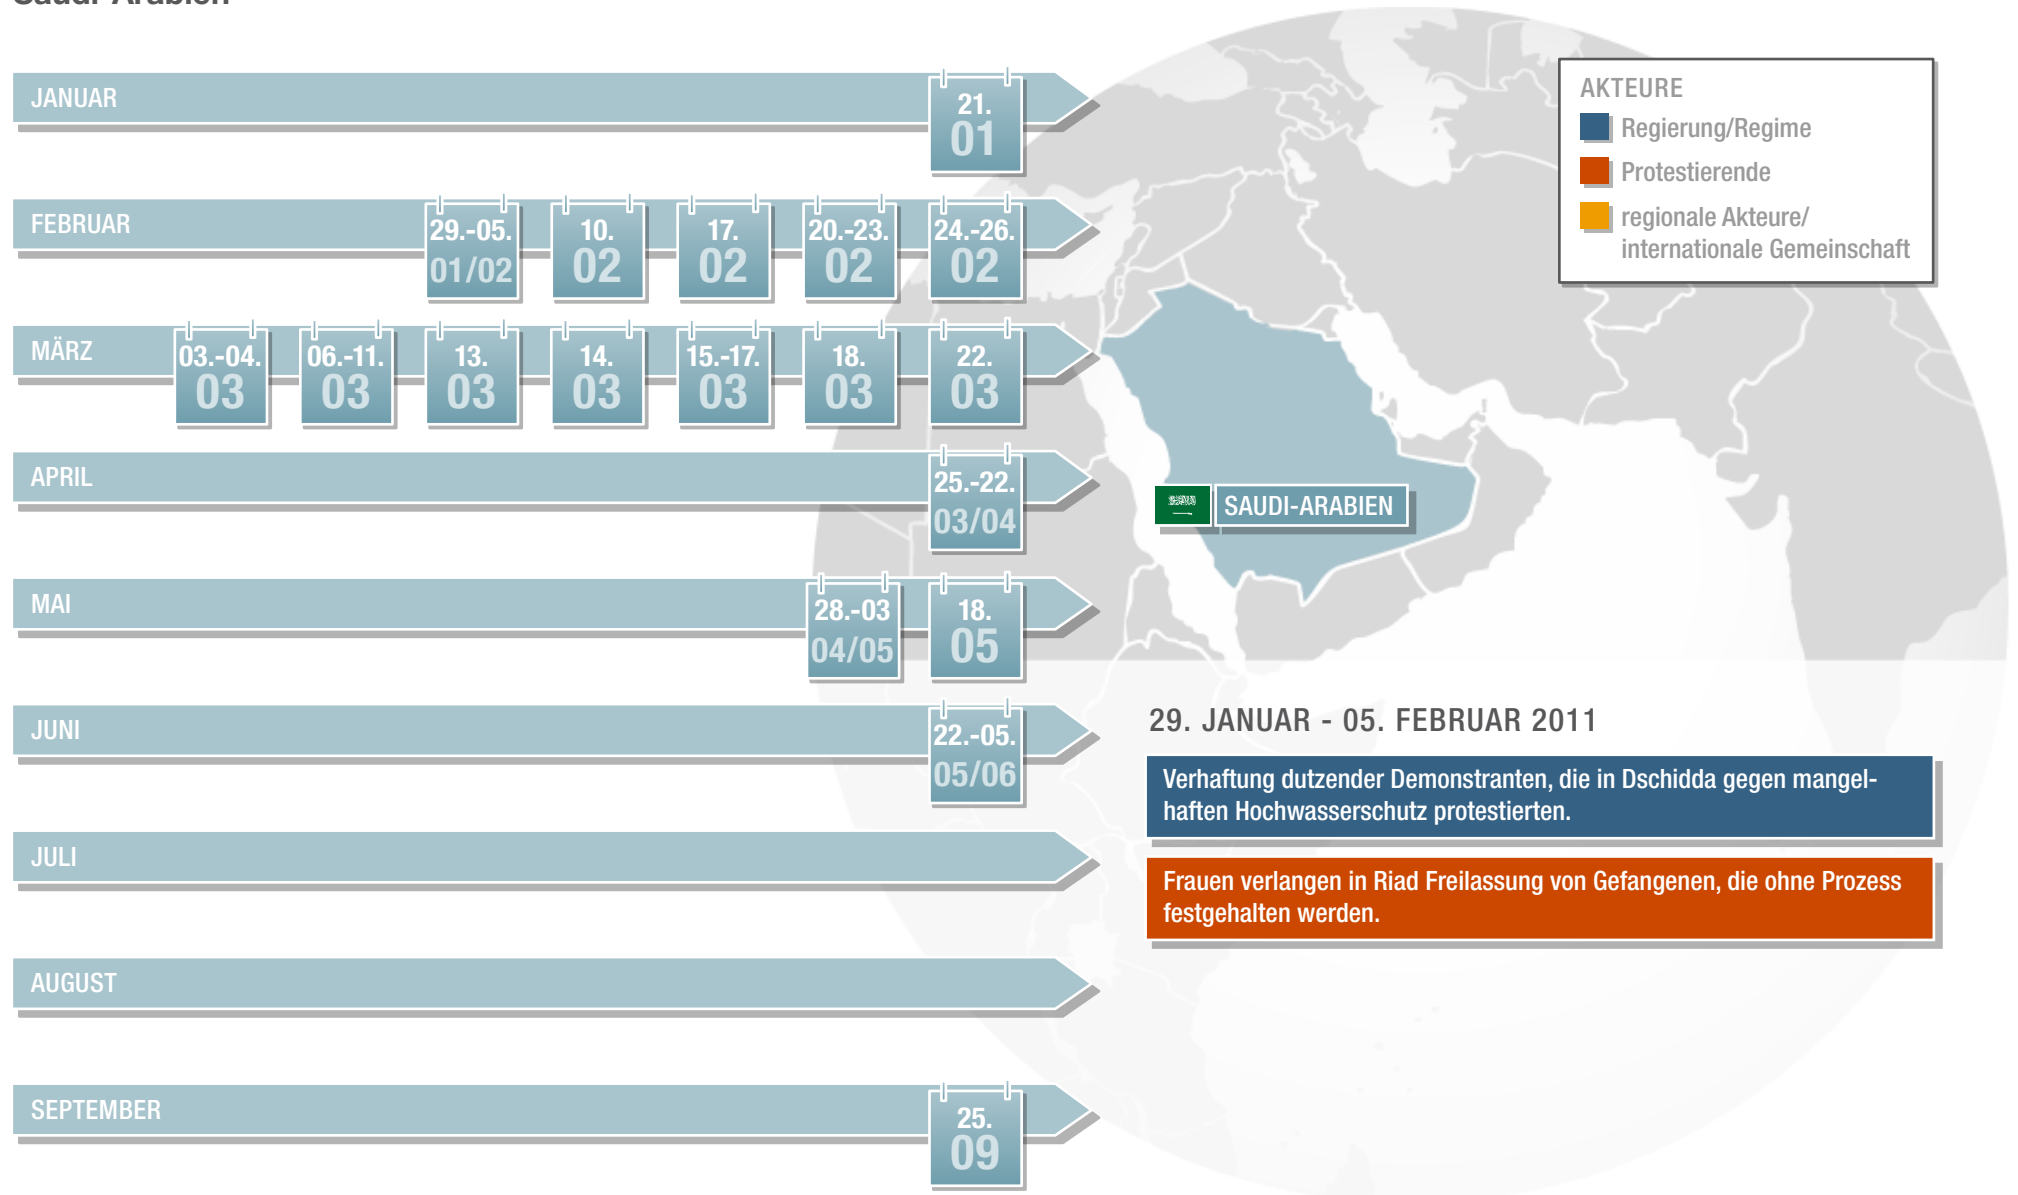 Saudi-Arabien
JANUAR
21.
01
FEBRUAR
29.-05.
01/02
10.
02
17.
02
20.-23.
02
24.-26.
02
MÄRZ
03.-04.
03
06.-11.
03
13.
03
14.
03
15.-17.
03
18.
03
22.
03
APRIL
25.-22.
03/04
MAI
28.-03
04/05
18.
05
JUNI
22.-05.
05/06
JULI
AUGUST
SEPTEMBER
25.
09
AKTEURE
Regierung/Regime
Protestierende
regionale Akteure/
internationale Gemeinschaft
SAUDI-ARABIEN
29. JANUAR - 05. FEBRUAR 2011
Verhaftung dutzender Demonstranten, die in Dschidda gegen mangel-
haften Hochwasserschutz protestierten.
Frauen verlangen in Riad Freilassung von Gefangenen, die ohne Prozess
festgehalten werden.